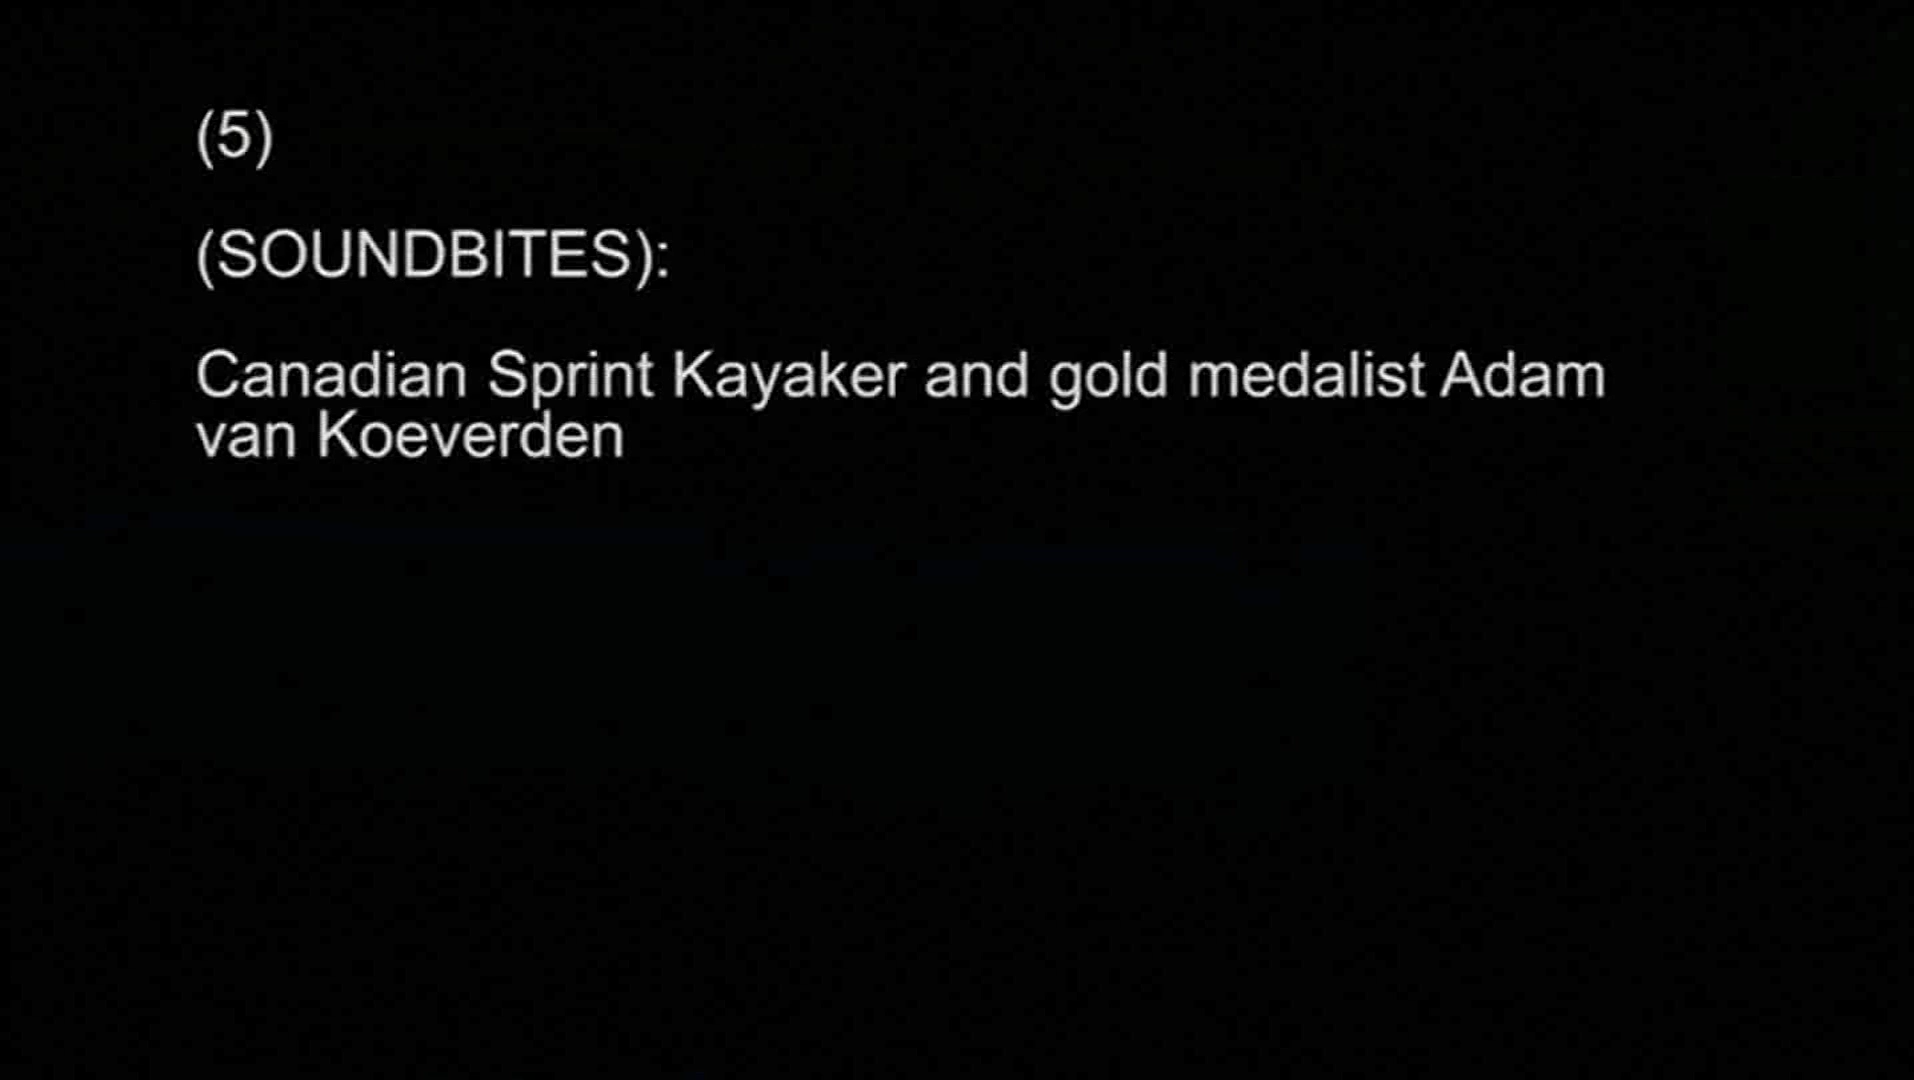 (5)
(SOUNDBITES):
Canadian Sprint Kayaker and gold medalist Adam
van Koeverden